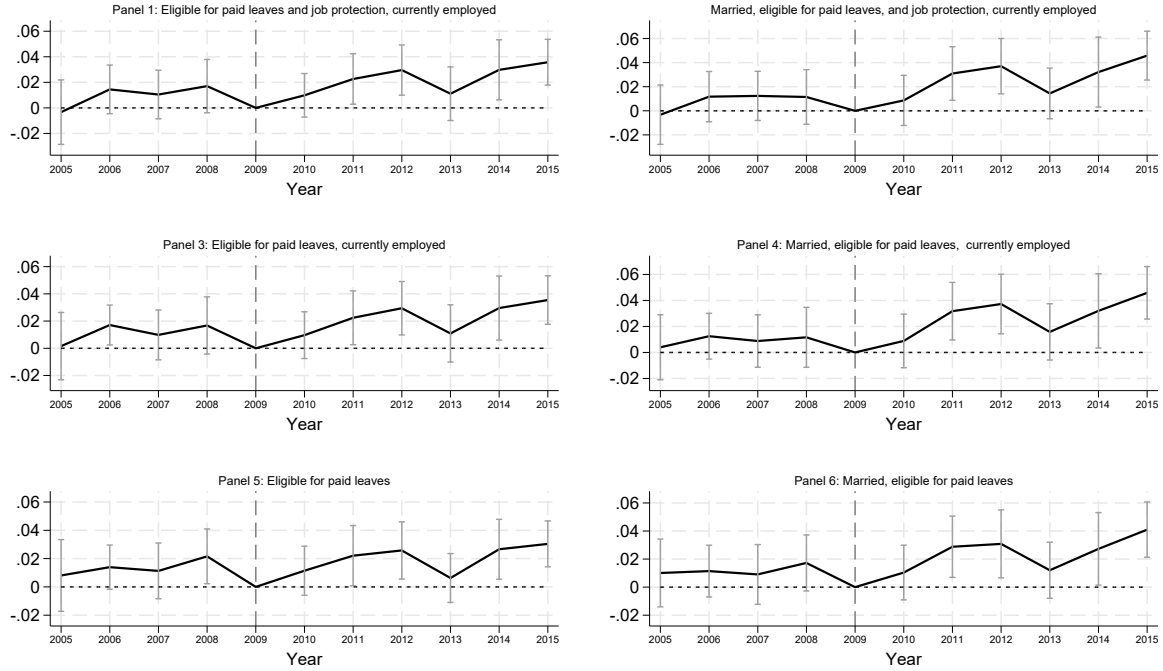 Panel 1: Eligible for paid leaves and job protection, currently employed
.06
.04
.02
0
-.02
2005 2006 2007 2008 2009 2010 2011 2012 2013 2014 2015
Year
Married, eligible for paid leaves, and job protection, currently employed
.06
.04
.02
0
-.02
2005 2006 2007 2008 2009 2010 2011 2012 2013 2014 2015
Year
Panel 3: Eligible for paid leaves, currently employed
.06
.04
.02
0
-.02
2005 2006 2007 2008 2009 2010 2011 2012 2013 2014 2015
Year
Panel 4: Married, eligible for paid leaves, currently employed
.06
.04
.02
0
-.02
2005 2006 2007 2008 2009 2010 2011 2012 2013 2014 2015
Year
Panel 5: Eligible for paid leaves
.06
.04
.02
0
-.02
2005 2006 2007 2008 2009 2010 2011 2012 2013 2014 2015
Year
Panel 6: Married, eligible for paid leaves
.06
.04
.02
0
-.02
2005 2006 2007 2008 2009 2010 2011 2012 2013 2014 2015
Year